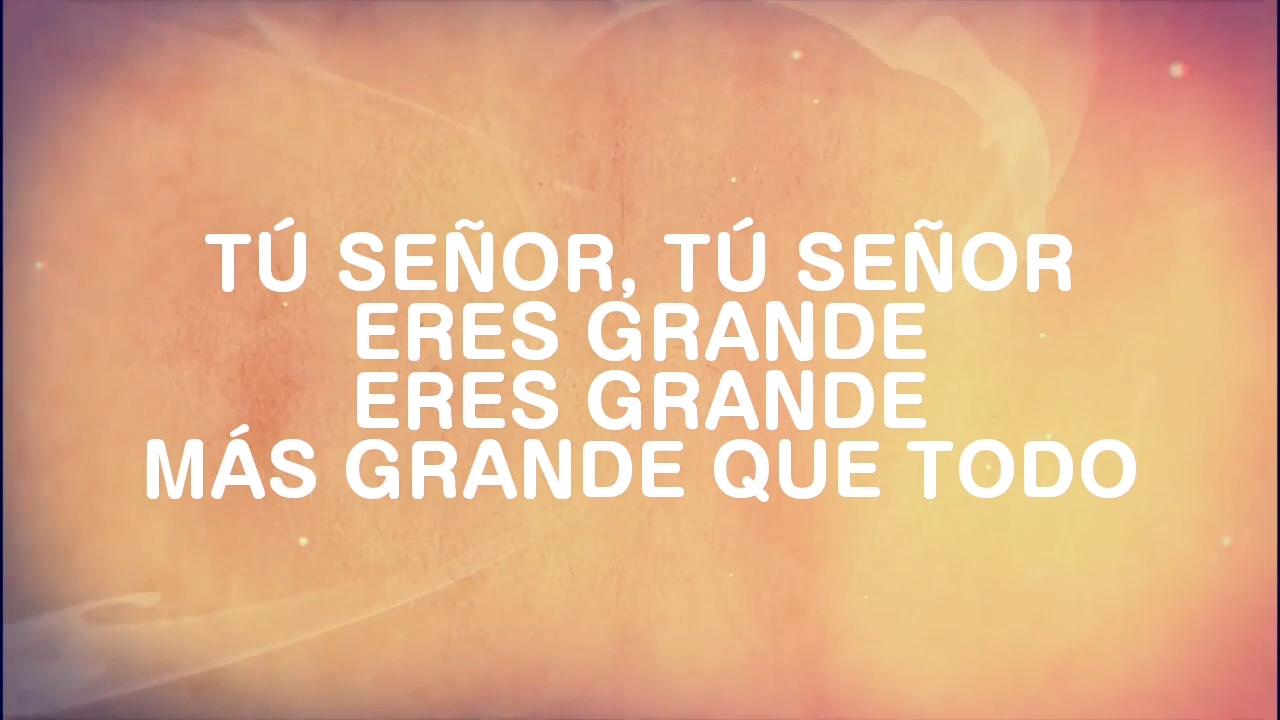 TÚ SEÑOR, TÚ SEÑOR
ERES GRANDE
ERES GRANDE
MÁS GRANDE QUE TODO